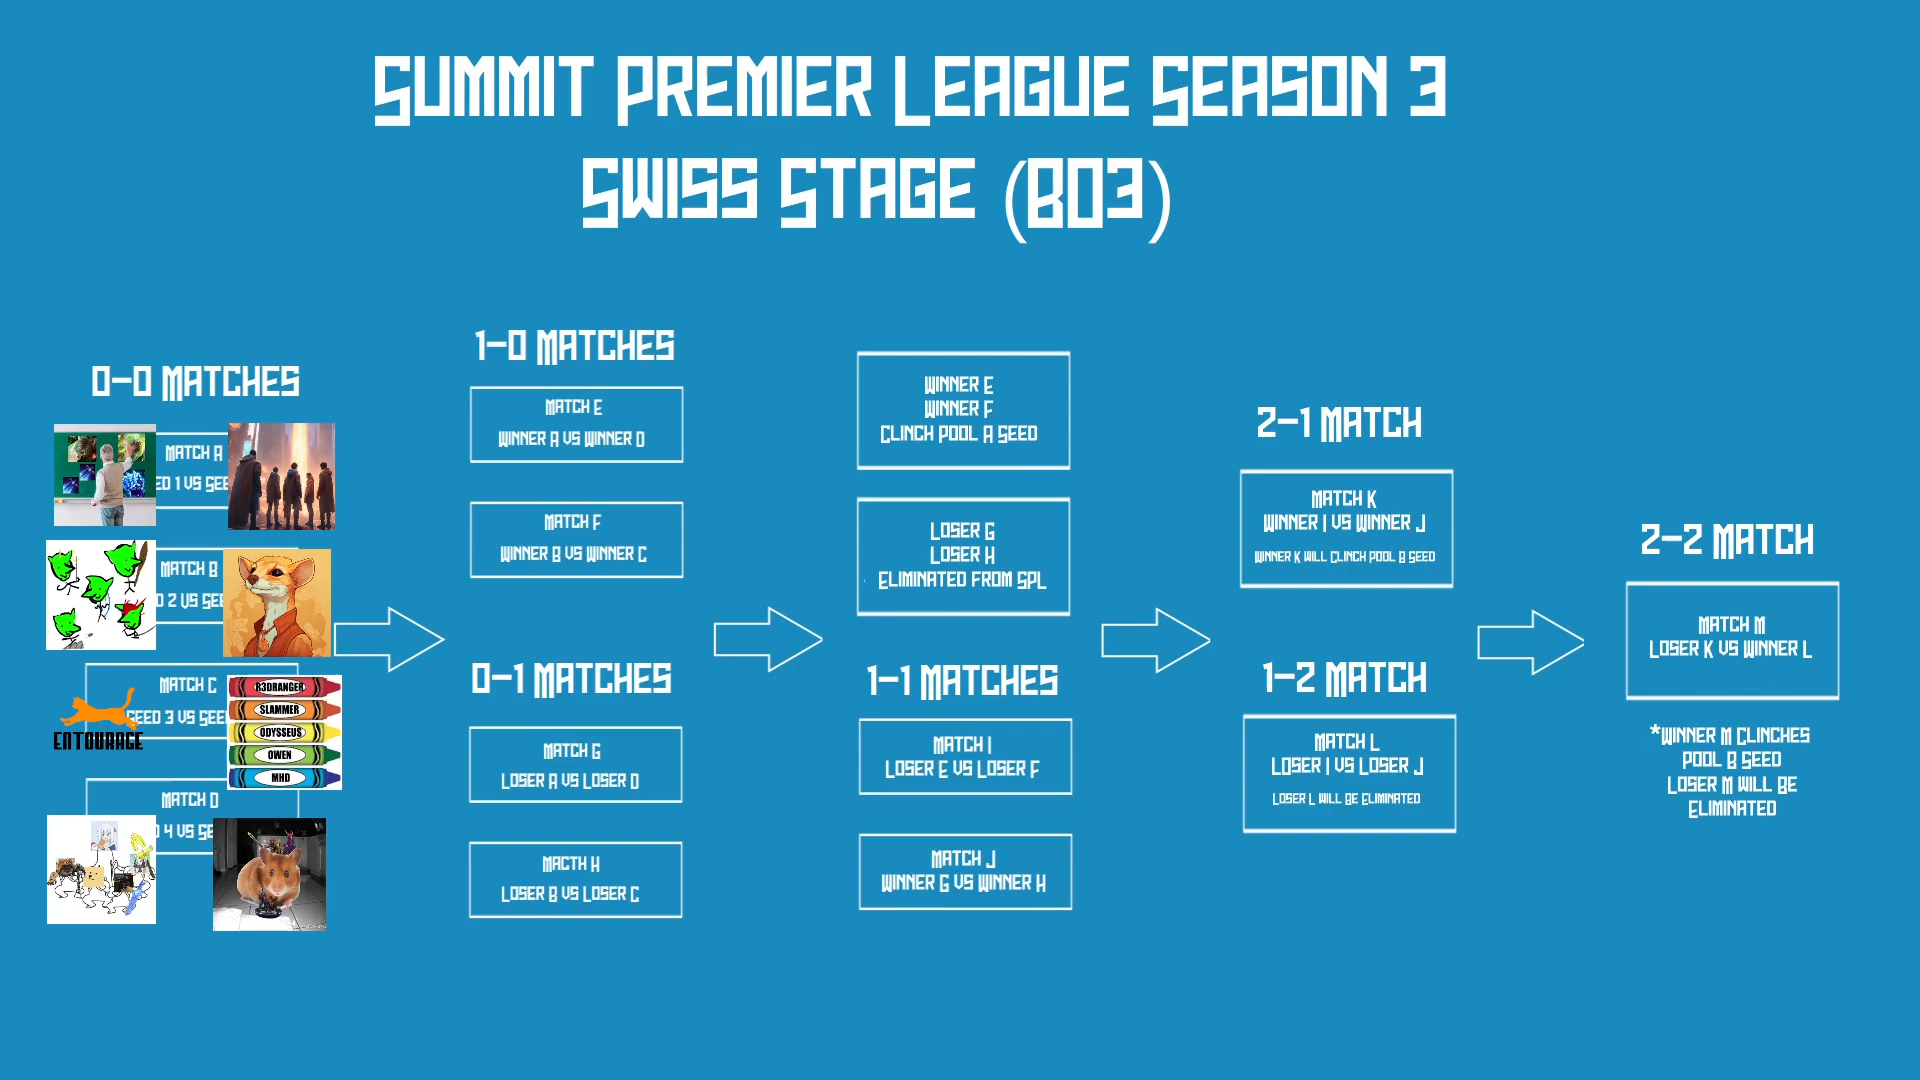 Summit Premier League Season 3
Swiss Stage (BO3)
0-0 Matches
Match A
ED 1 vs SEE
Match B
D 2 vs SEE
Match C
Seed 3 vs SEE
ENTOURAGE
R3DRANGER
SLAMMER
ODYSSEUS
OWEN
MHD
Match D
D 4 vs SE
1-0 Matches
Match E
Winner A vs Winner D
Match F
Winner B vs Winner C
0-1 Matches
Match G
Loser A vs Loser D
Macth H
Loser B vs Loser C
Winner E
Winner F
Clinch Pool A Seed
Loser G
Loser H
Eliminated from SPL
1-1 Matches
Match I
Loser E vs Loser F
Match J
Winner G vs Winner H
2-1 Match
Match K
Winner I vs Winner J
Winner K will Clinch Pool B Seed
1-2 Match
Match L
Loser I vs Loser J
Loser L will Be Eliminated
2-2 Match
Match M
Loser K vs Winner L
*Winner M Clinches
Pool B Seed
Loser M will Be
Eliminated